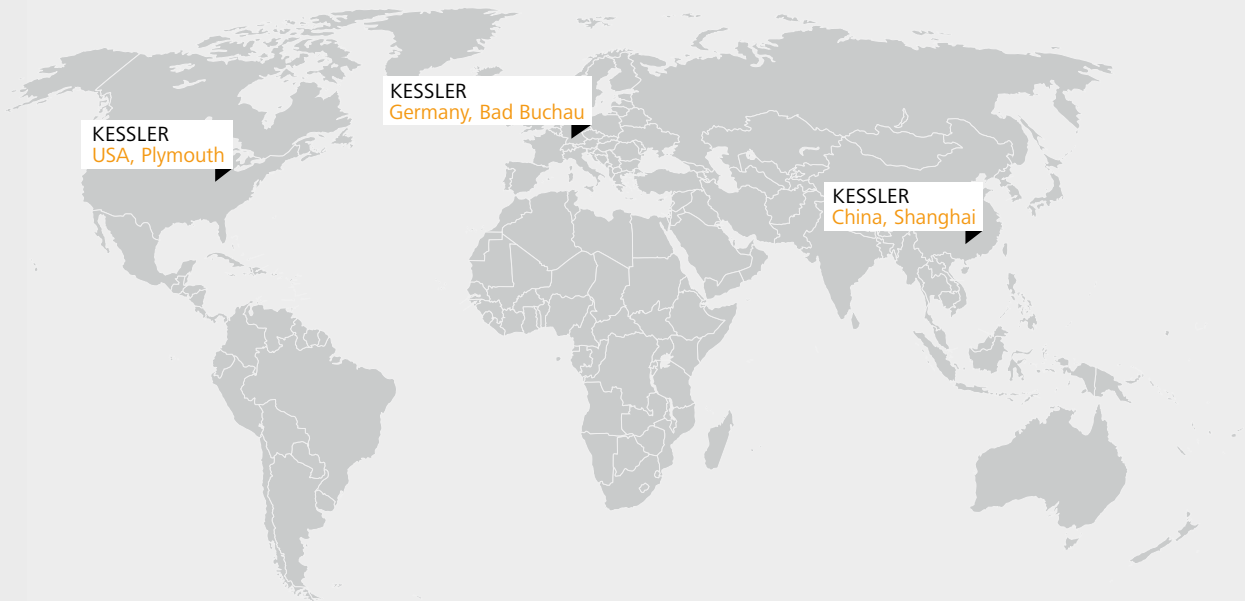 KESSLER
Germany, Bad Buchau
KESSLER
USA, Plymouth
KESSLER
China, Shanghai